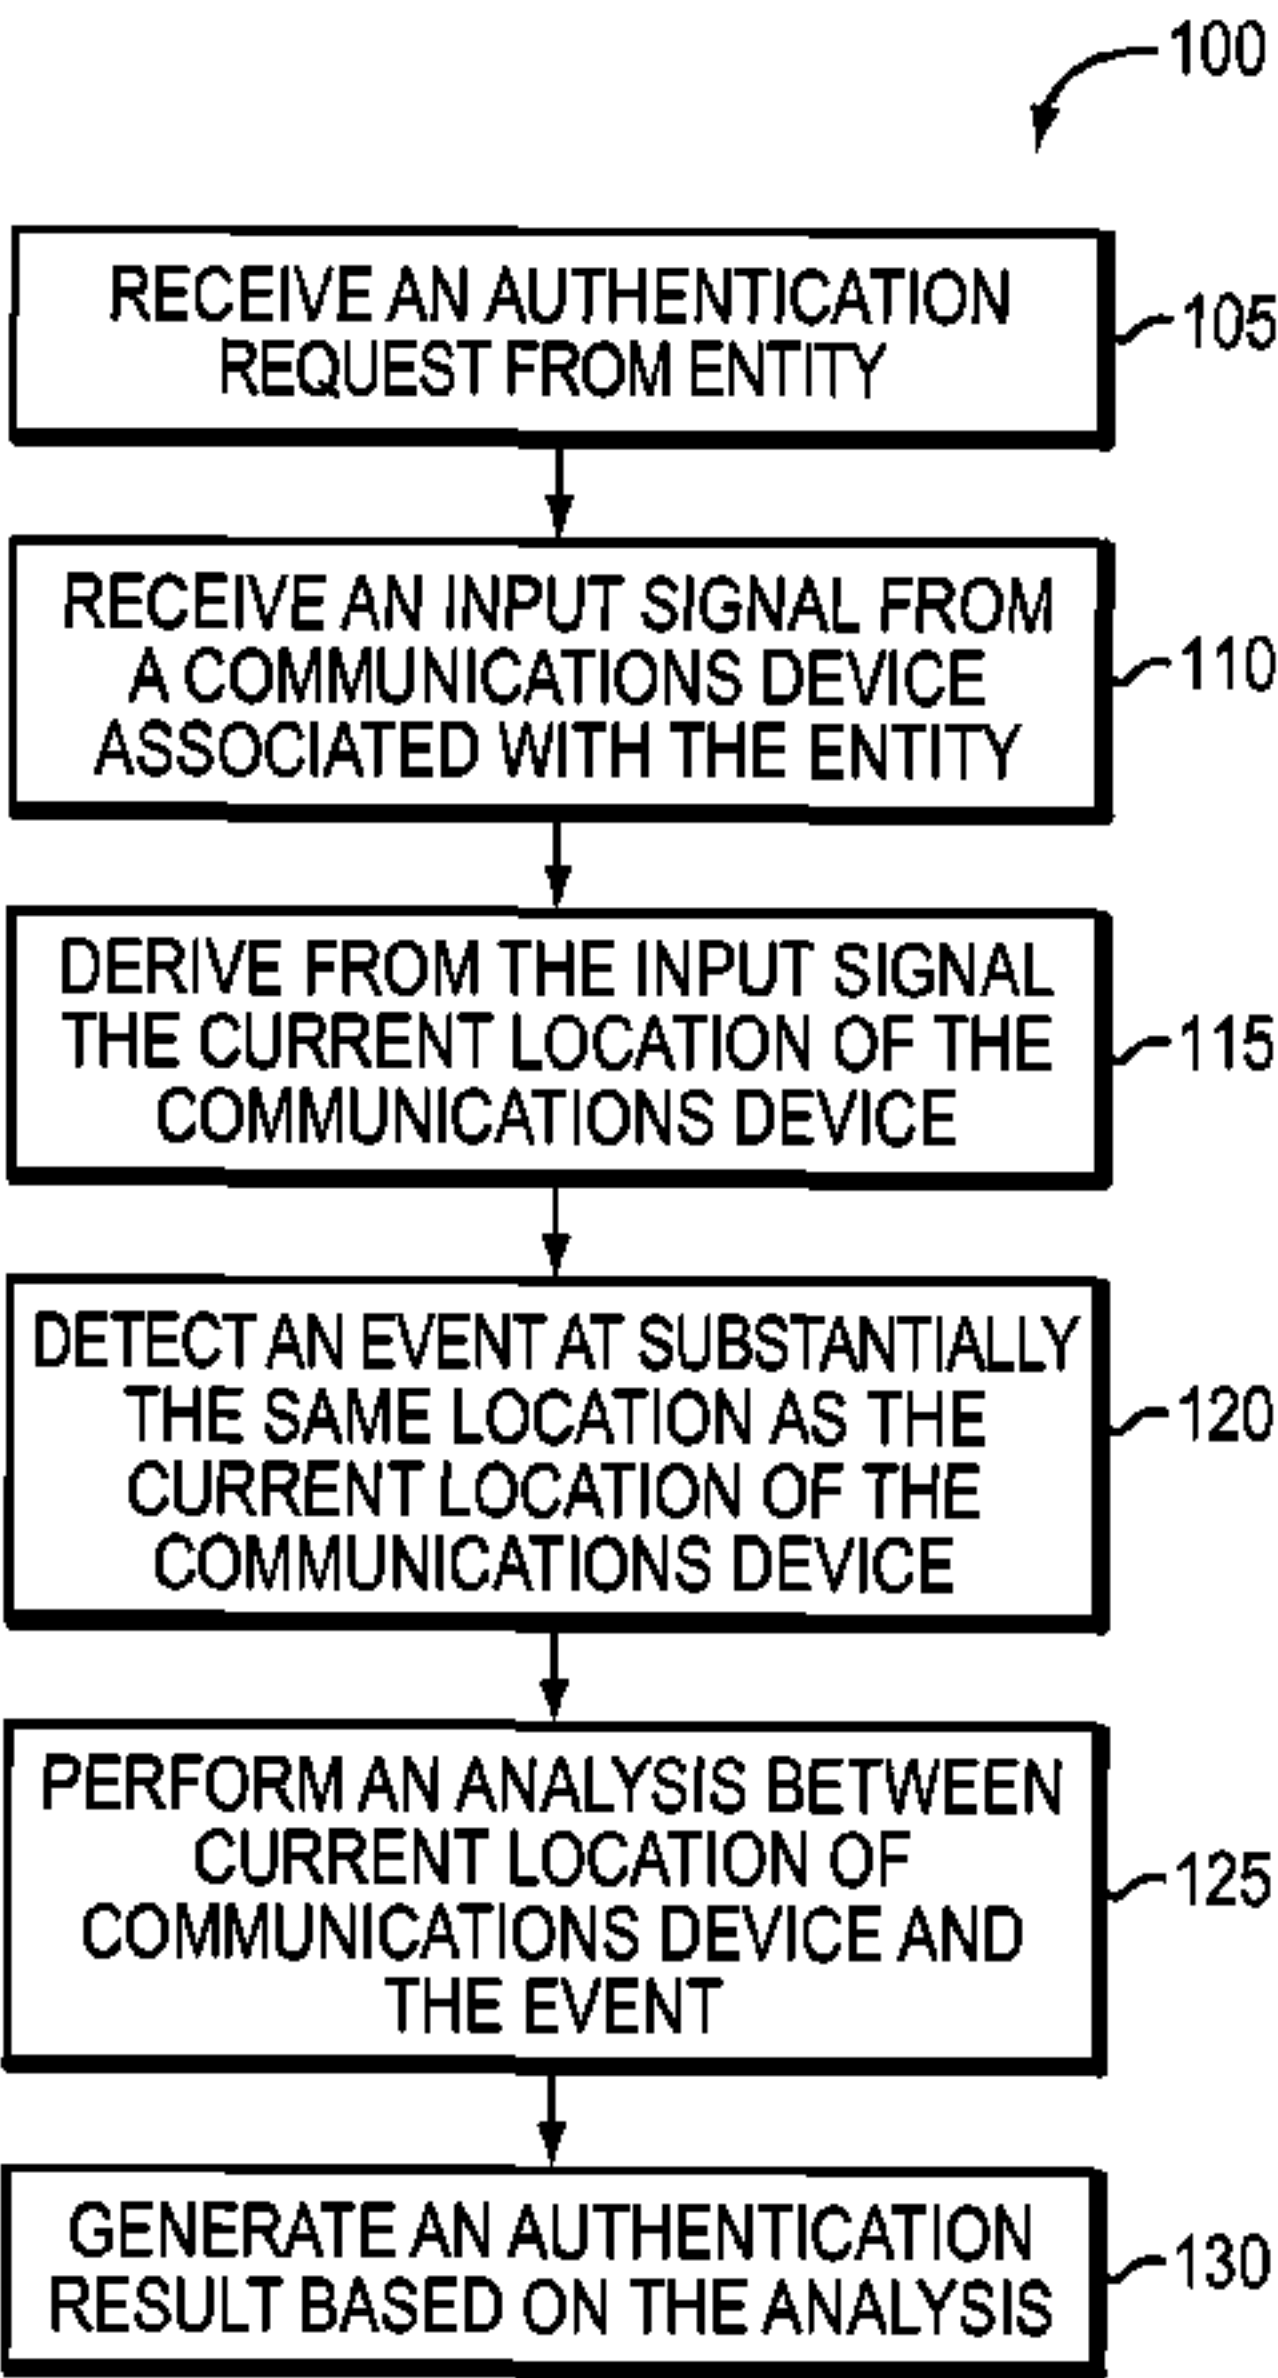 100
RECEIVE AN AUTHENTICATION
REQUEST FROM ENTITY
105
RECEIVE AN INPUT SIGNAL FROM
A COMMUNICATIONS DEVICE
ASSOCIATED WITH THE ENTITY
110
DERIVE FROM THE INPUT SIGNAL
THE CURRENT LOCATION OF THE
COMMUNICATIONS DEVICE
115
DETECT AN EVENT AT SUBSTANTIALLY
THE SAME LOCATION AS THE
CURRENT LOCATION OF THE
COMMUNICATIONS DEVICE
120
PERFORM AN ANALYSIS BETWEEN
CURRENT LOCATION OF
COMMUNICATIONS DEVICE AND
THE EVENT
125
GENERATE AN AUTHENTICATION
RESULT BASED ON THE ANALYSIS
130